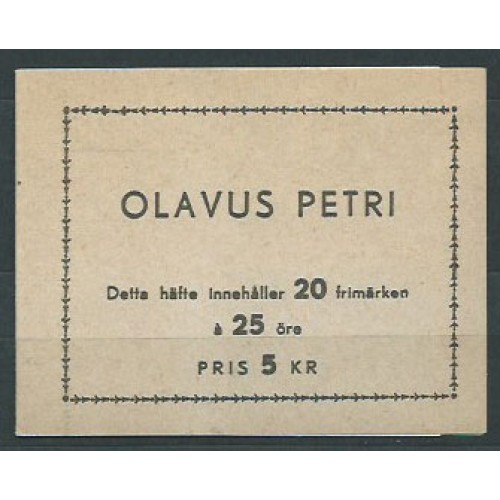 OLAVUS PETRI
Detta häfte innehåller 20 frimärken
à 25 öre
PRIS 5 KR